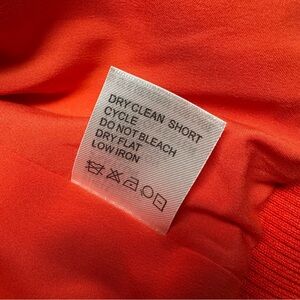 DRY CLEAN SHORT
CYCLE
DO NOT BLEACH
DRY FLAT
LOW IRON